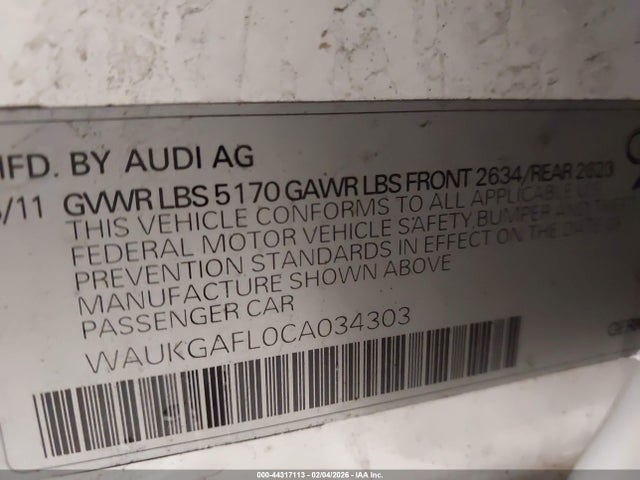 MFD. BY AUDI AG
/11 GVWR LBS 5170 GAWR LBS FRONT 2634/REAR 2623
THIS VEHICLE CONFORMS TO ALL APPLICABLE U.S.
FEDERAL MOTOR VEHICLE SAFETY BUMPER AND THEFT
PREVENTION STANDARDS IN EFFECT ON THE DATE OF
MANUFACTURE SHOWN ABOVE
PASSENGER CAR
WAUKGAFL0CA034303
000-44317113 - 02/04/2026 - IAA Inc.